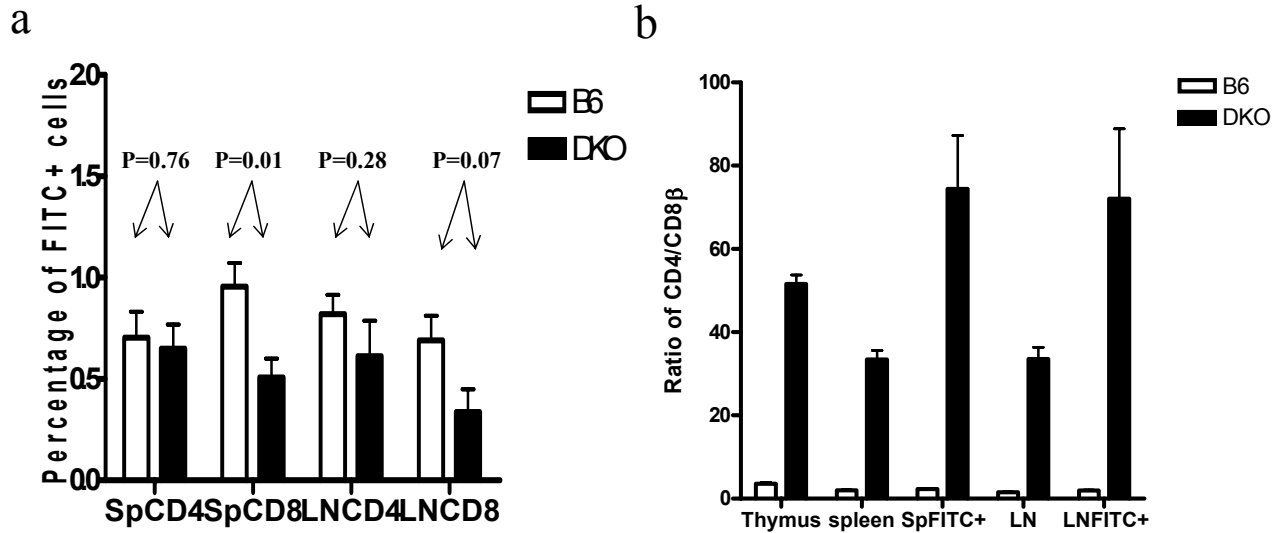 a
Percentage of FITC+ cells
2.0
1.5
1.0
0.5
0.0
P=0.76 P=0.01 P=0.28 P=0.07
B6
DKO
SpCD4 SpCD8 LNCD4 LNCD8
b
Ratio of CD4/CD8β
100
80
60
40
20
0
B6
DKO
Thymus spleen SpFITC+ LN LNFITC+